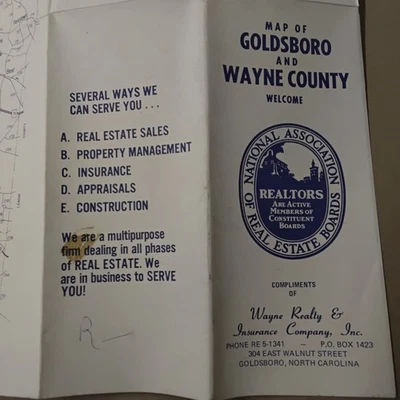 SEVERAL WAYS WE
CAN SERVE YOU . . .
A. REAL ESTATE SALES
B. PROPERTY MANAGEMENT
C. INSURANCE
D. APPRAISALS
E. CONSTRUCTION
We are a multipurpose
firm dealing in all phases
of REAL ESTATE. We
are in business to SERVE
YOU!
R
MAP OF
GOLDSBORO
AND
WAYNE COUNTY
WELCOME
NATIONAL ASSOCIATION
OF REAL ESTATE BOARDS
REALTORS
ARE ACTIVE
MEMBERS OF
CONSTITUENT
BOARDS
COMPLIMENTS
OF
Wayne Realty &
Insurance Company, Inc.
PHONE RE 5-1341 - P.O. BOX 1423
304 EAST WALNUT STREET
GOLDSBORO, NORTH CAROLINA